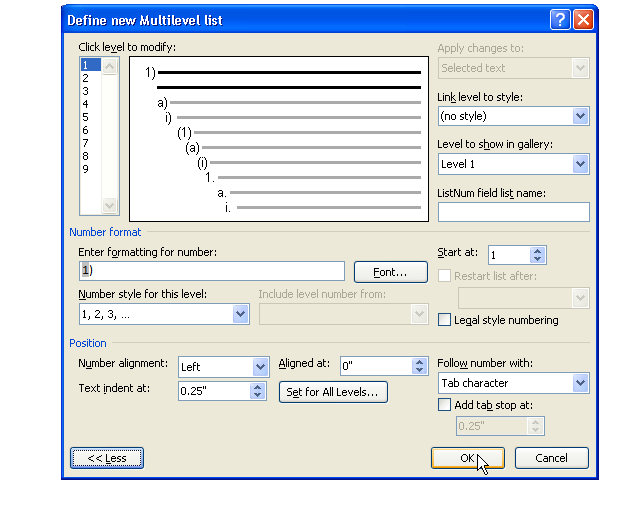 Define new Multilevel list
Click level to modify:
1
2
3
4
5
6
7
8
9
1)
a)
i)
(1)
(a)
(i)
1.
a.
i.
Apply changes to:
Selected text
Link level to style:
(no style)
Level to show in gallery:
Level 1
ListNum field list name:
Number format
Enter formatting for number:
1)
Font...
Start at: 1
Restart list after:
Number style for this level:
1, 2, 3, ...
Include level number from:
Legal style numbering
Position
Number alignment: Left
Aligned at: 0"
Text indent at: 0.25"
Set for All Levels...
Follow number with:
Tab character
Add tab stop at:
0.25"
<< Less
OK
Cancel